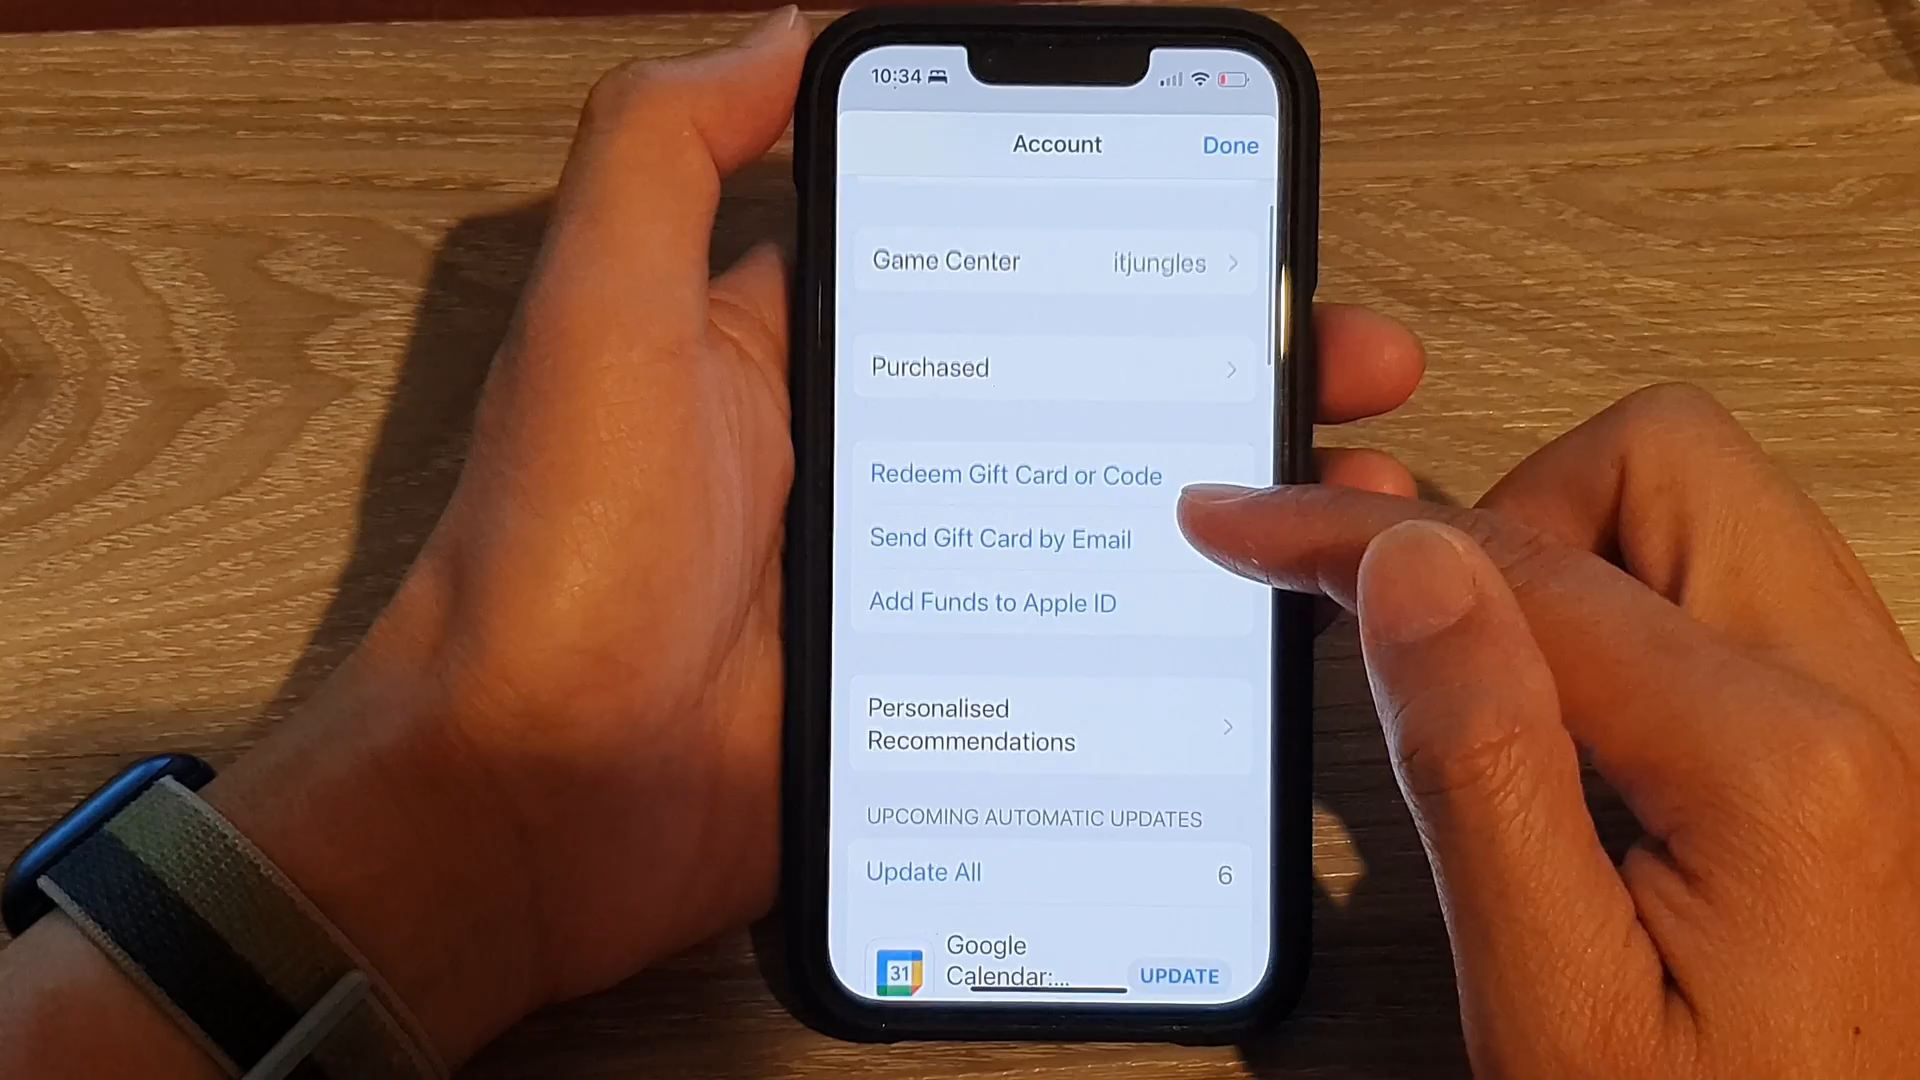 10:34
Account Done
Game Center itjungles
Purchased
Redeem Gift Card or Code
Send Gift Card by Email
Add Funds to Apple ID
Personalised
Recommendations
UPCOMING AUTOMATIC UPDATES
Update All 6
31
Google
Calendar:...
UPDATE